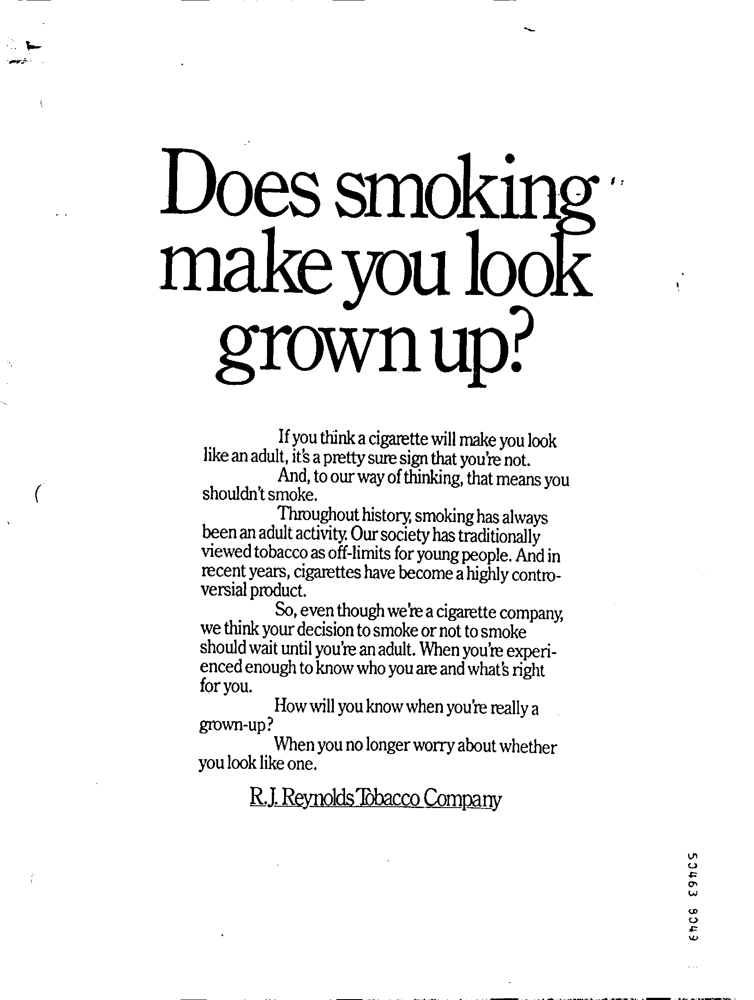 Does smoking
make you look
grown up?
If you think a cigarette will make you look
like an adult, it's a pretty sure sign that you're not.
And, to our way of thinking, that means you
shouldn't smoke.
Throughout history, smoking has always
been an adult activity. Our society has traditionally
viewed tobacco as off-limits for young people. And in
recent years, cigarettes have become a highly contro-
versial product.
So, even though we're a cigarette company,
we think your decision to smoke or not to smoke
should wait until you're an adult. When you're experi-
enced enough to know who you are and what's right
for you.
How will you know when you're really a
grown-up?
When you no longer worry about whether
you look like one.
R.J. Reynolds Tobacco Company
50463 8049